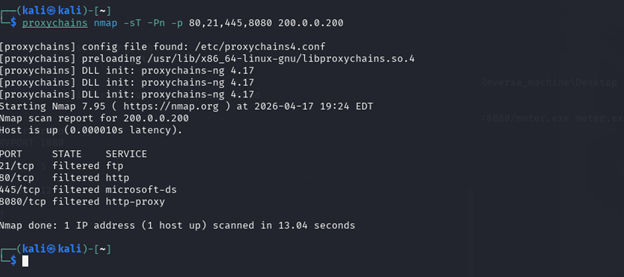 (kali㉿kali)-[~]
$ proxychains nmap -sT -Pn -p 80,21,445,8080 200.0.0.200
[proxychains] config file found: /etc/proxychains4.conf
[proxychains] preloading /usr/lib/x86_64-linux-gnu/libproxychains.so.4
[proxychains] DLL init: proxychains-ng 4.17
[proxychains] DLL init: proxychains-ng 4.17
[proxychains] DLL init: proxychains-ng 4.17
Starting Nmap 7.95 ( https://nmap.org ) at 2026-04-17 19:24 EDT
Nmap scan report for 200.0.0.200
Host is up (0.000010s latency).
PORT STATE SERVICE
21/tcp filtered ftp
80/tcp filtered http
445/tcp filtered microsoft-ds
8080/tcp filtered http-proxy
Nmap done: 1 IP address (1 host up) scanned in 13.04 seconds
(kali㉿kali)-[~]
$